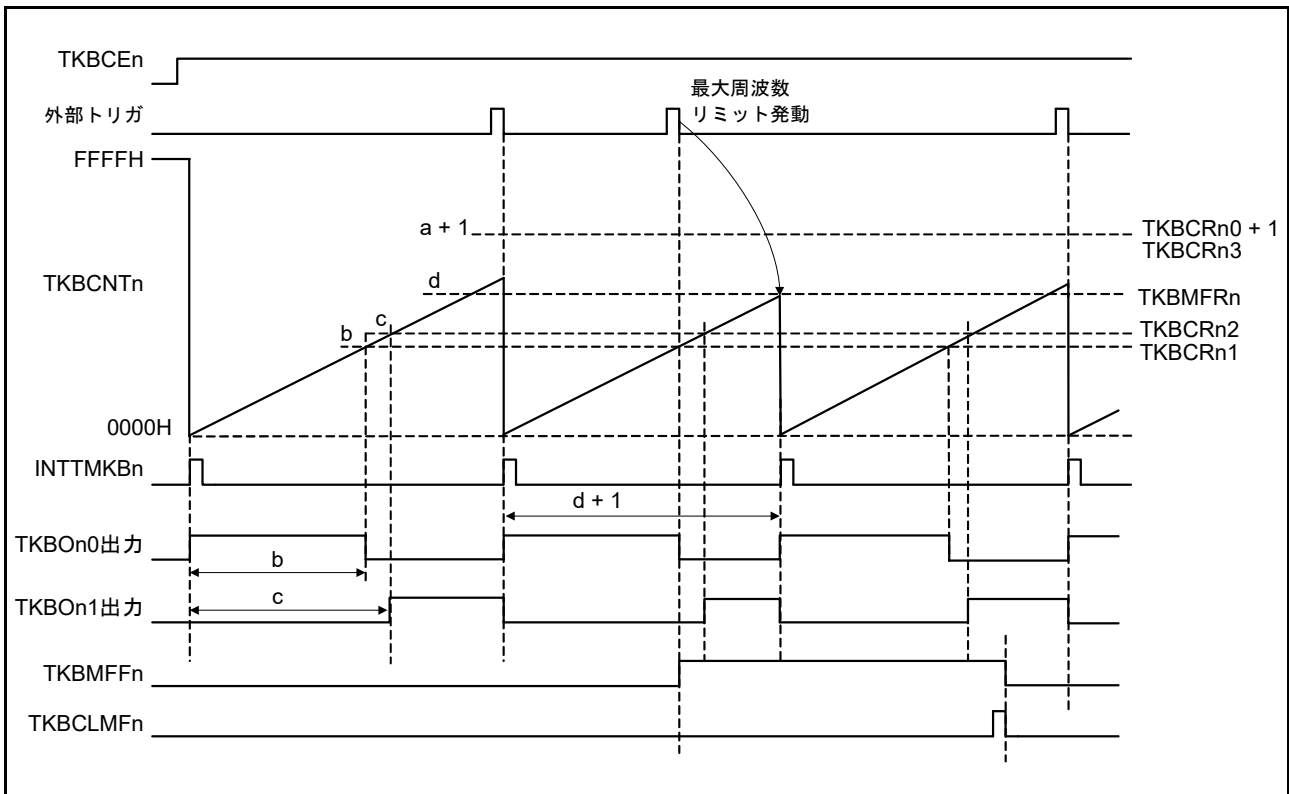 TKBCEn
外部トリガ
最大周波数
リミット発動
FFFFH
a + 1
TKBCRn0 + 1
TKBCRn3
TKBCNTn
d
TKBMFRn
c
b
TKBCRn2
TKBCRn1
0000H
INTTMKBn
d + 1
TKBOn0出力
b
c
TKBOn1出力
TKBMFFn
TKBCLMFn